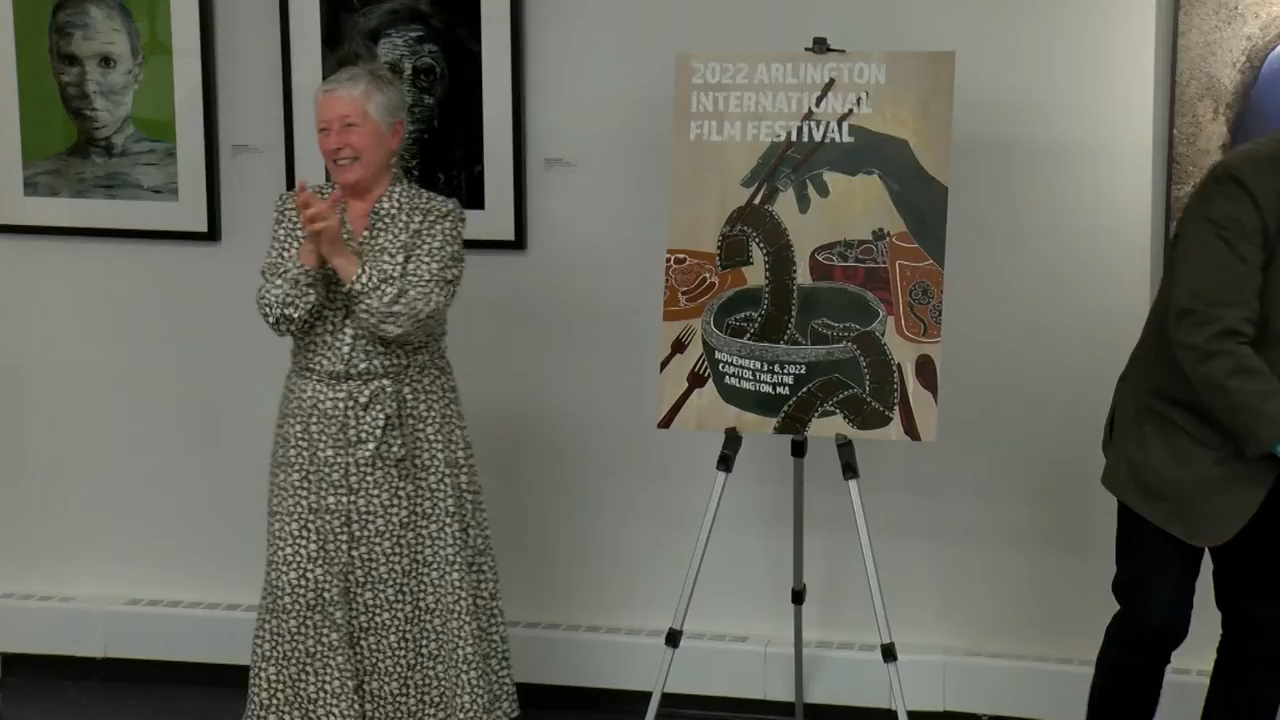 2022 ARLINGTON
INTERNATIONAL
FILM FESTIVAL
NOVEMBER 3 - 6, 2022
CAPITOL THEATRE
ARLINGTON, MA